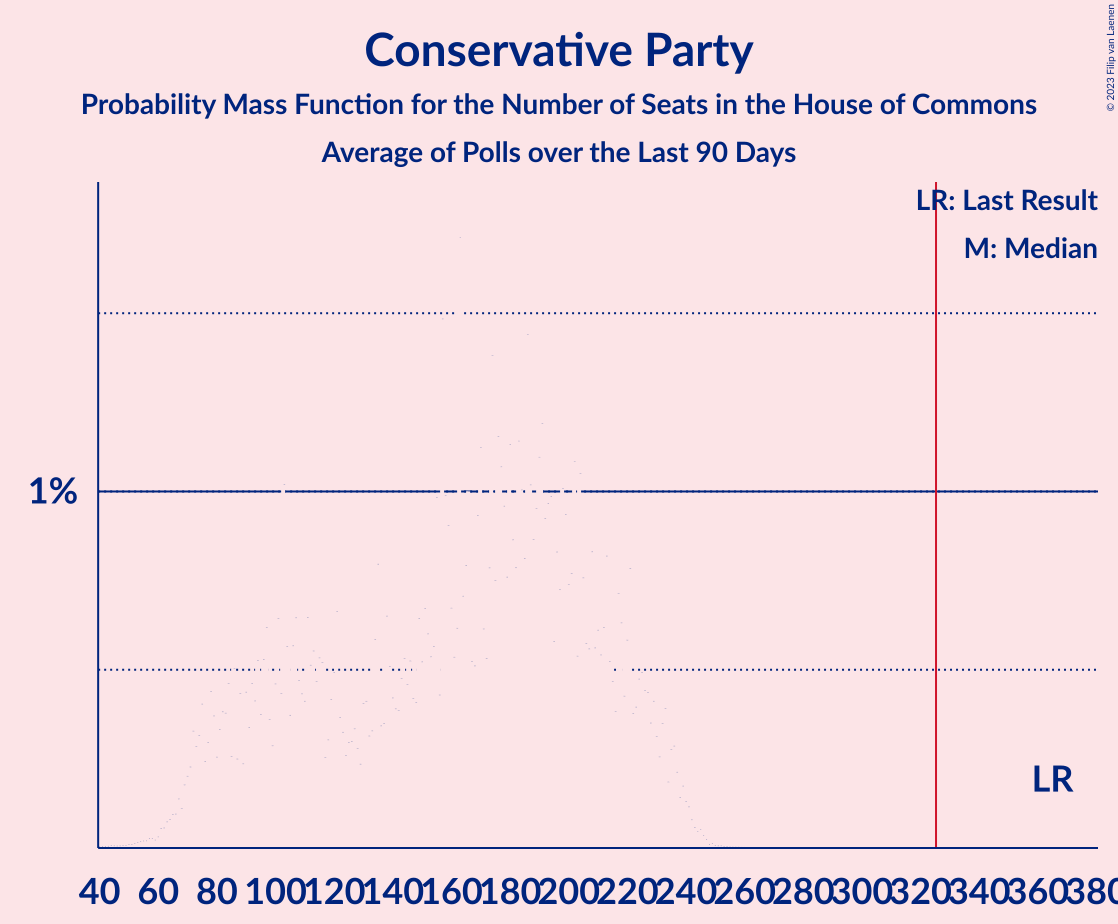 Conservative Party
Probability Mass Function for the Number of Seats in the House of Commons
Average of Polls over the Last 90 Days
© 2023 Filip van Laenen
LR: Last Result
M: Median
1%
LR
40 60 80 100 120 140 160 180 200 220 240 260 280 300 320 340 360 380